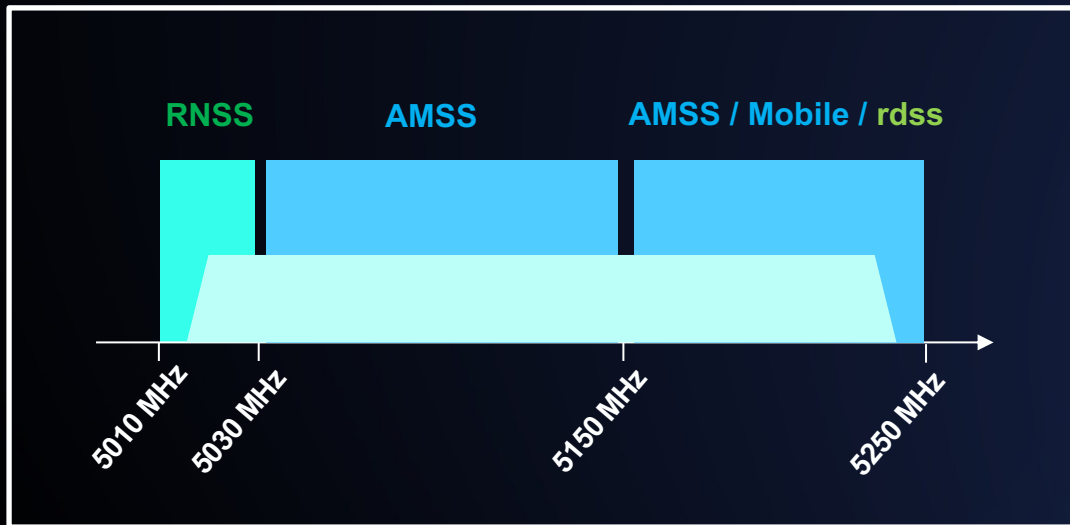 RNSS
AMSS
AMSS / Mobile / rdss
5010 MHz
5030 MHz
5150 MHz
5250 MHz